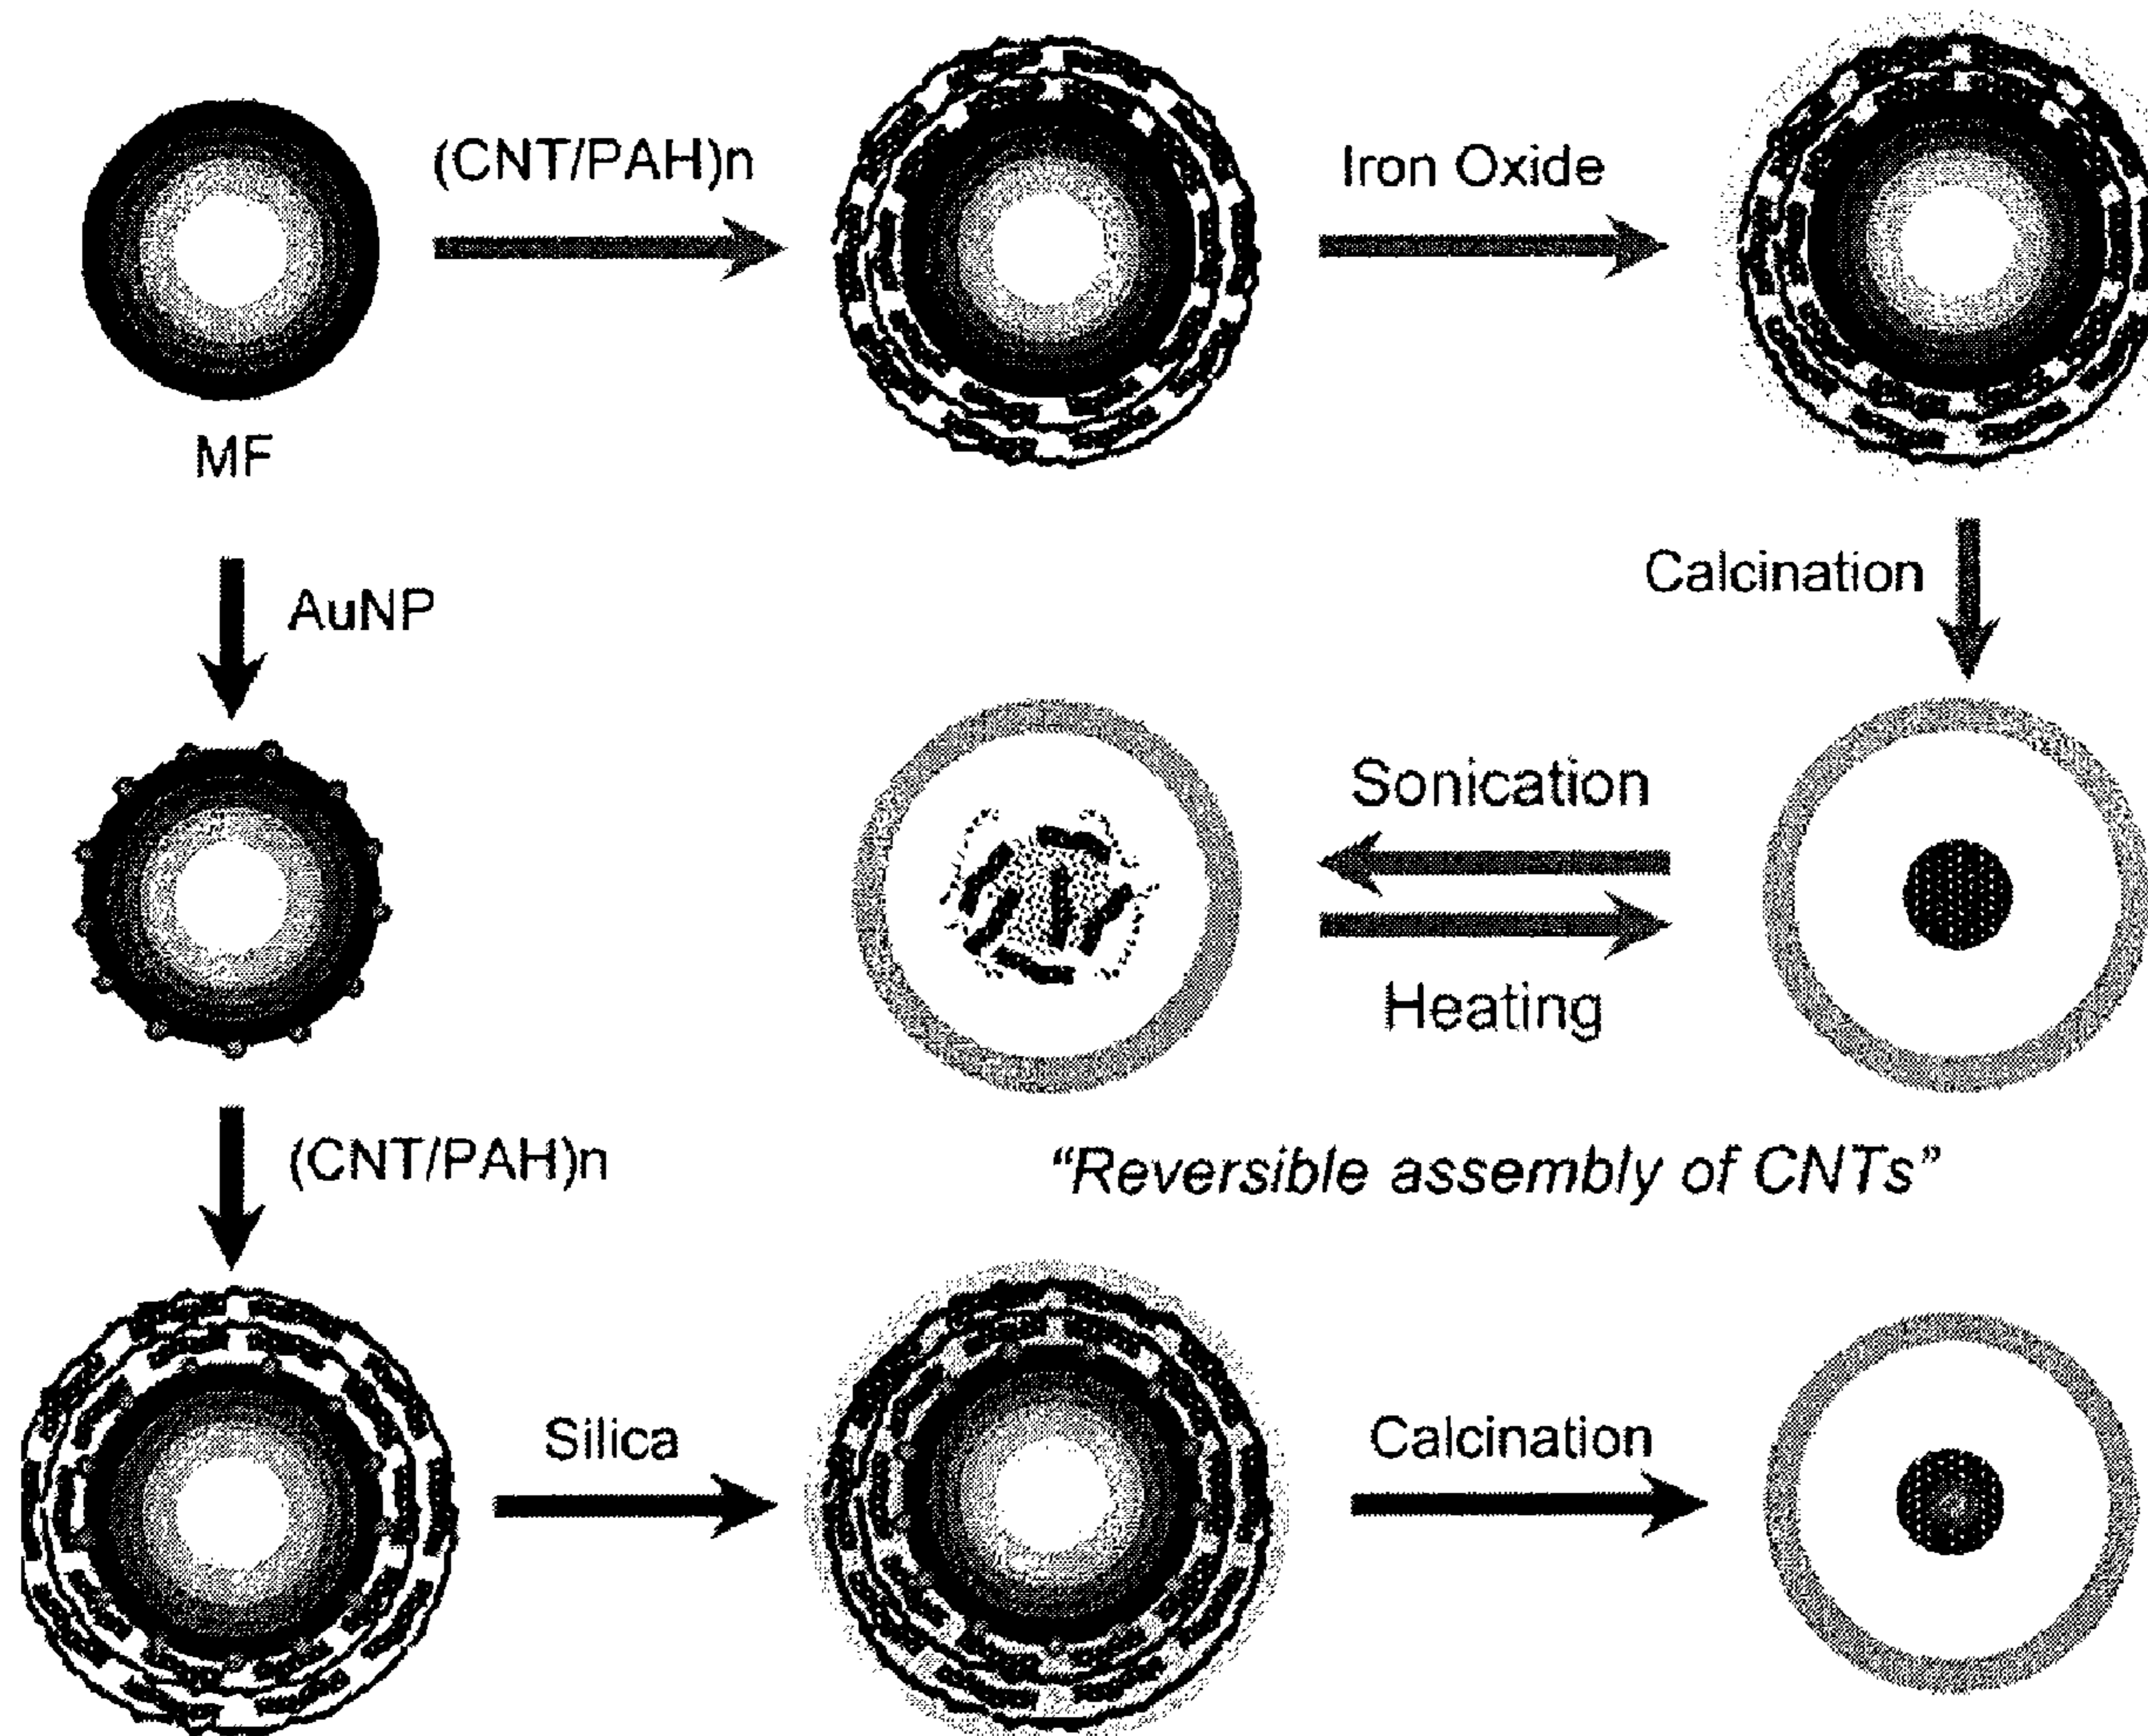 (CNT/PAH)n
Iron Oxide
MF
Calcination
AuNP
Sonication
Heating
(CNT/PAH)n
“Reversible assembly of CNTs”
Silica
Calcination